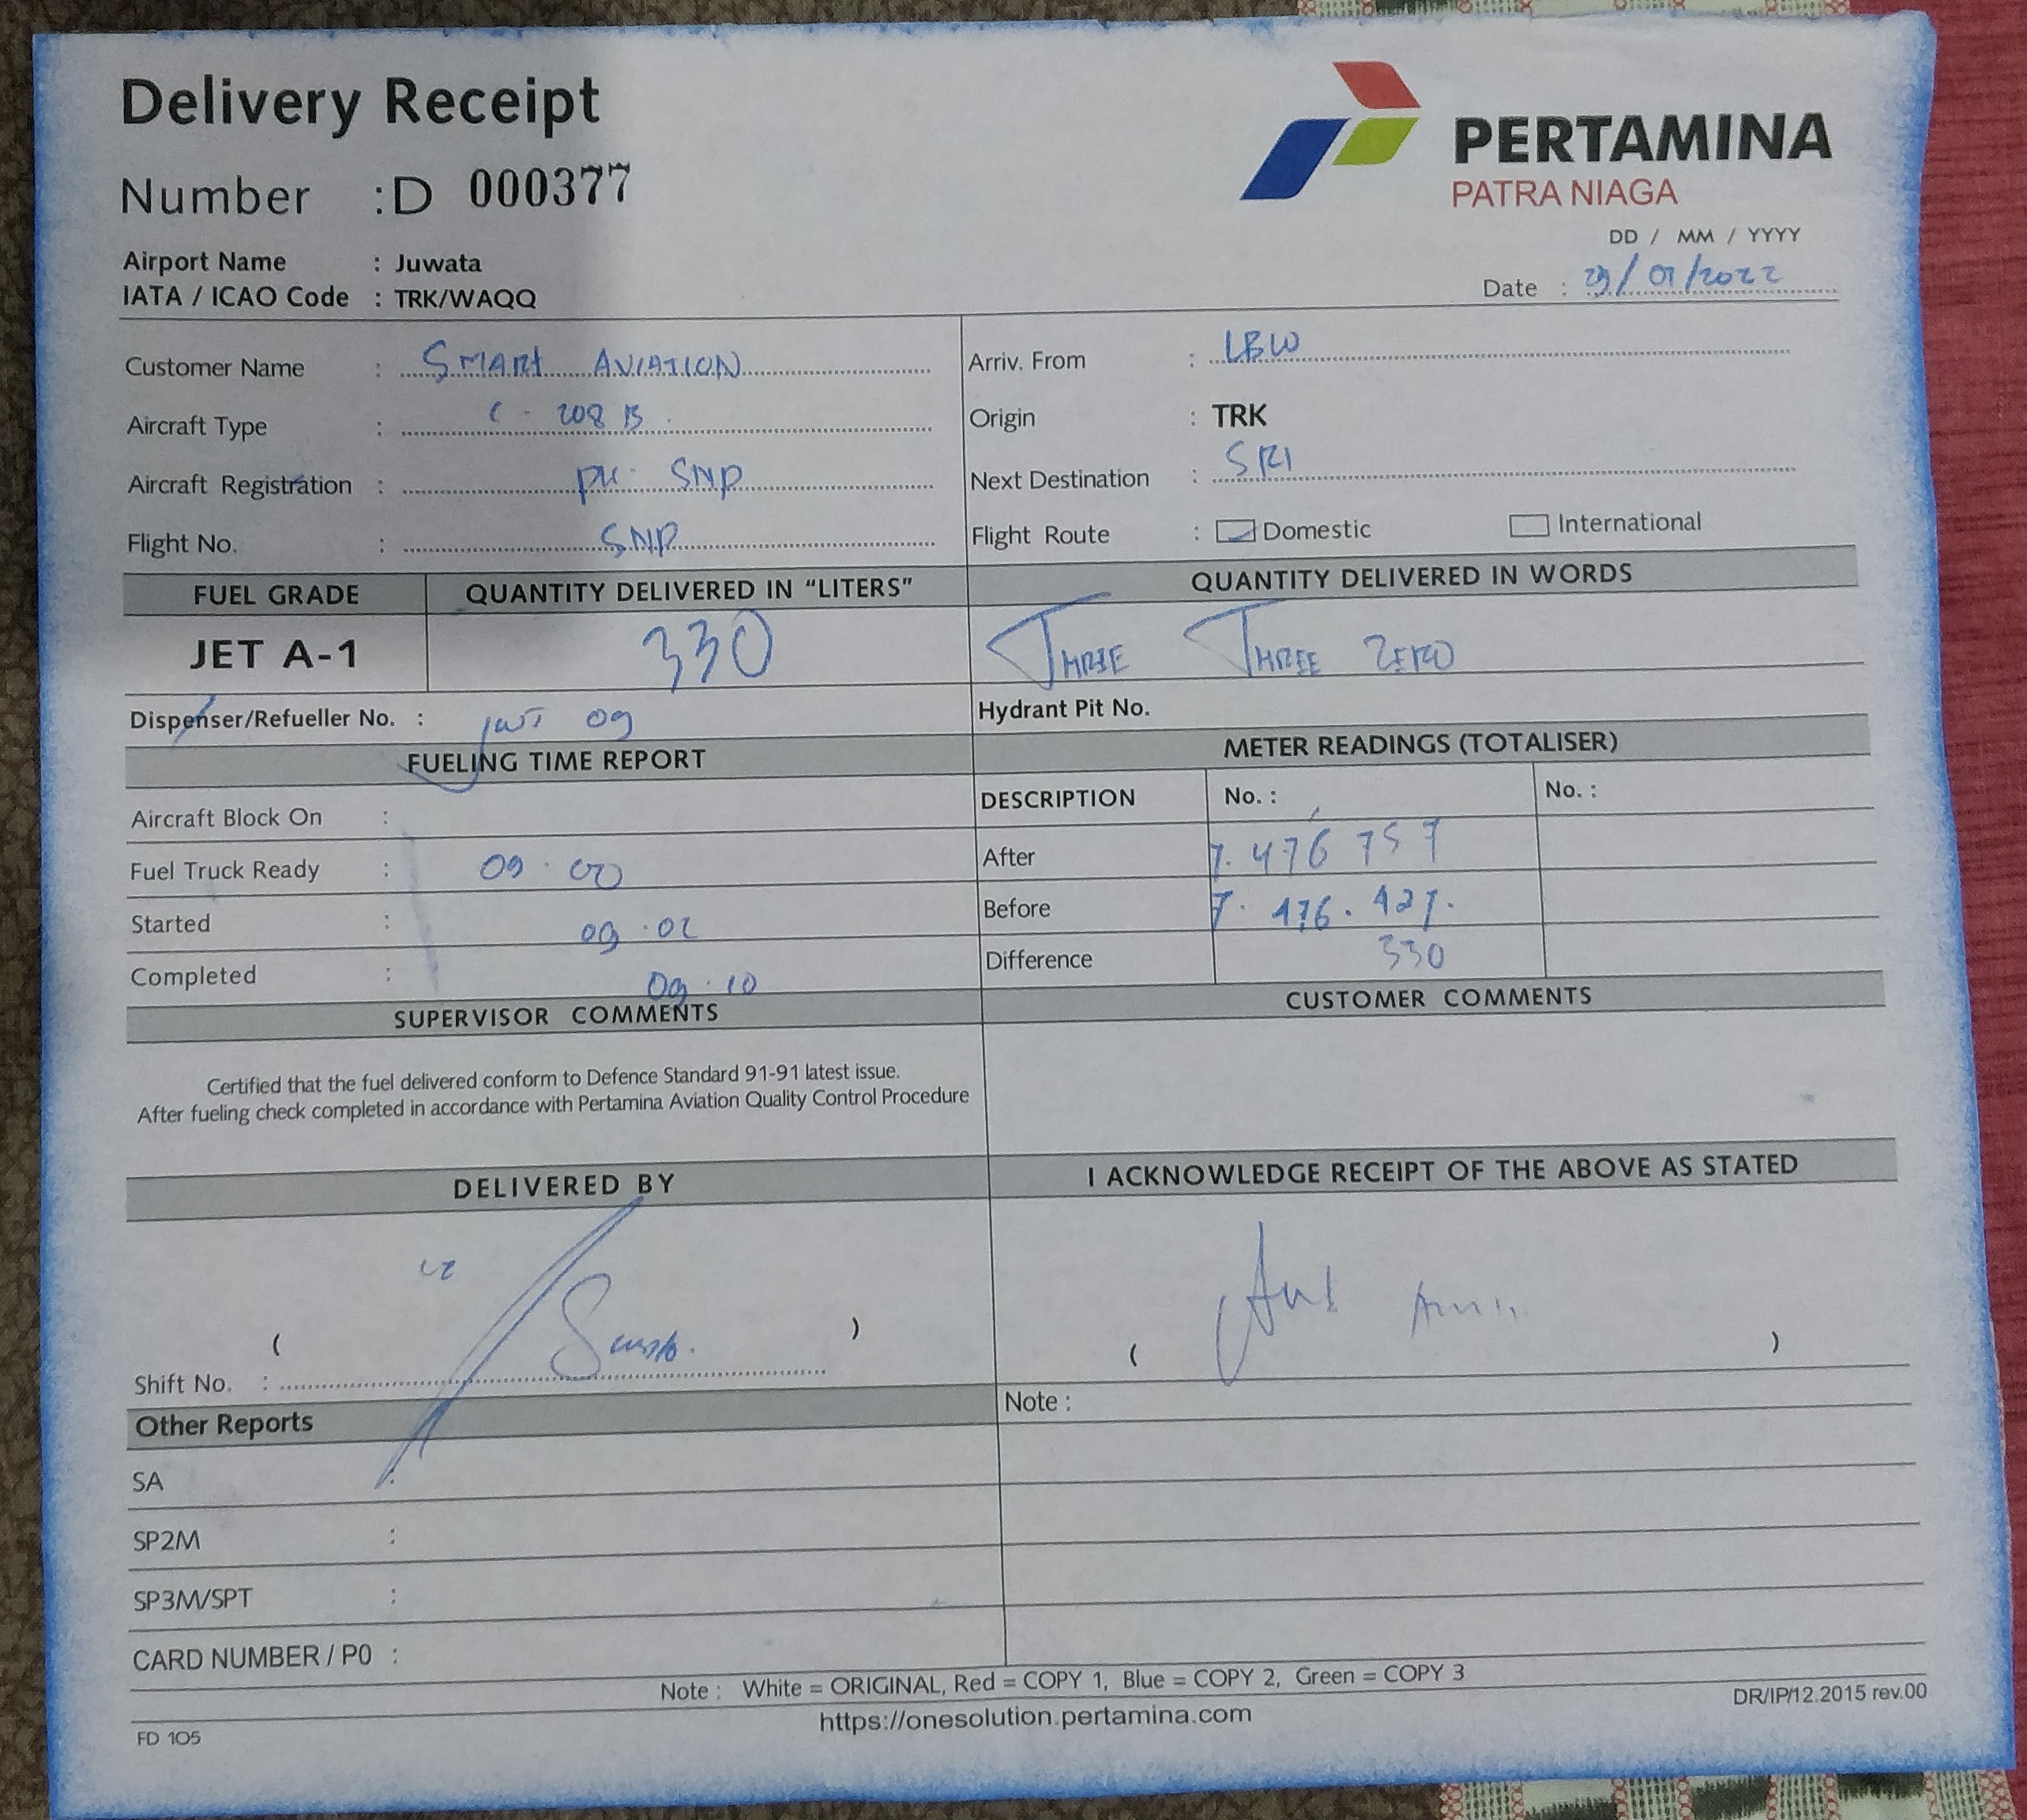 Delivery Receipt
Number : D 000377
PERTAMINA
PATRA NIAGA
Airport Name : Juwata
IATA / ICAO Code : TRK/WAQQ
DD / MM / YYYY
Date : 29/01/2022
Customer Name : SMART AVIATION
Aircraft Type : C-208 B
Aircraft Registration : PK-SNP
Flight No. : SNP
Arriv. From : LBW
Origin : TRK
Next Destination : SRI
Flight Route : Domestic International
FUEL GRADE QUANTITY DELIVERED IN "LITERS" QUANTITY DELIVERED IN WORDS
JET A-1 330 THREE THREE ZERO
Dispenser/Refueller No. : 09 Hydrant Pit No.
FUELING TIME REPORT
Aircraft Block On :
Fuel Truck Ready : 09.00
Started : 09.02
Completed : 09.10
METER READINGS (TOTALISER)
DESCRIPTION No. : No. :
After 7.476 757
Before 7.476.427.
Difference 330
SUPERVISOR COMMENTS CUSTOMER COMMENTS
Certified that the fuel delivered conform to Defence Standard 91-91 latest issue.
After fueling check completed in accordance with Pertamina Aviation Quality Control Procedure
DELIVERED BY I ACKNOWLEDGE RECEIPT OF THE ABOVE AS STATED
( ) ( )
Shift No. :
Note :
Other Reports
SA :
SP2M :
SP3M/SPT :
CARD NUMBER / P0 :
Note : White = ORIGINAL, Red = COPY 1, Blue = COPY 2, Green = COPY 3
https://onesolution.pertamina.com
DR/IP/12.2015 rev.00
FD 105